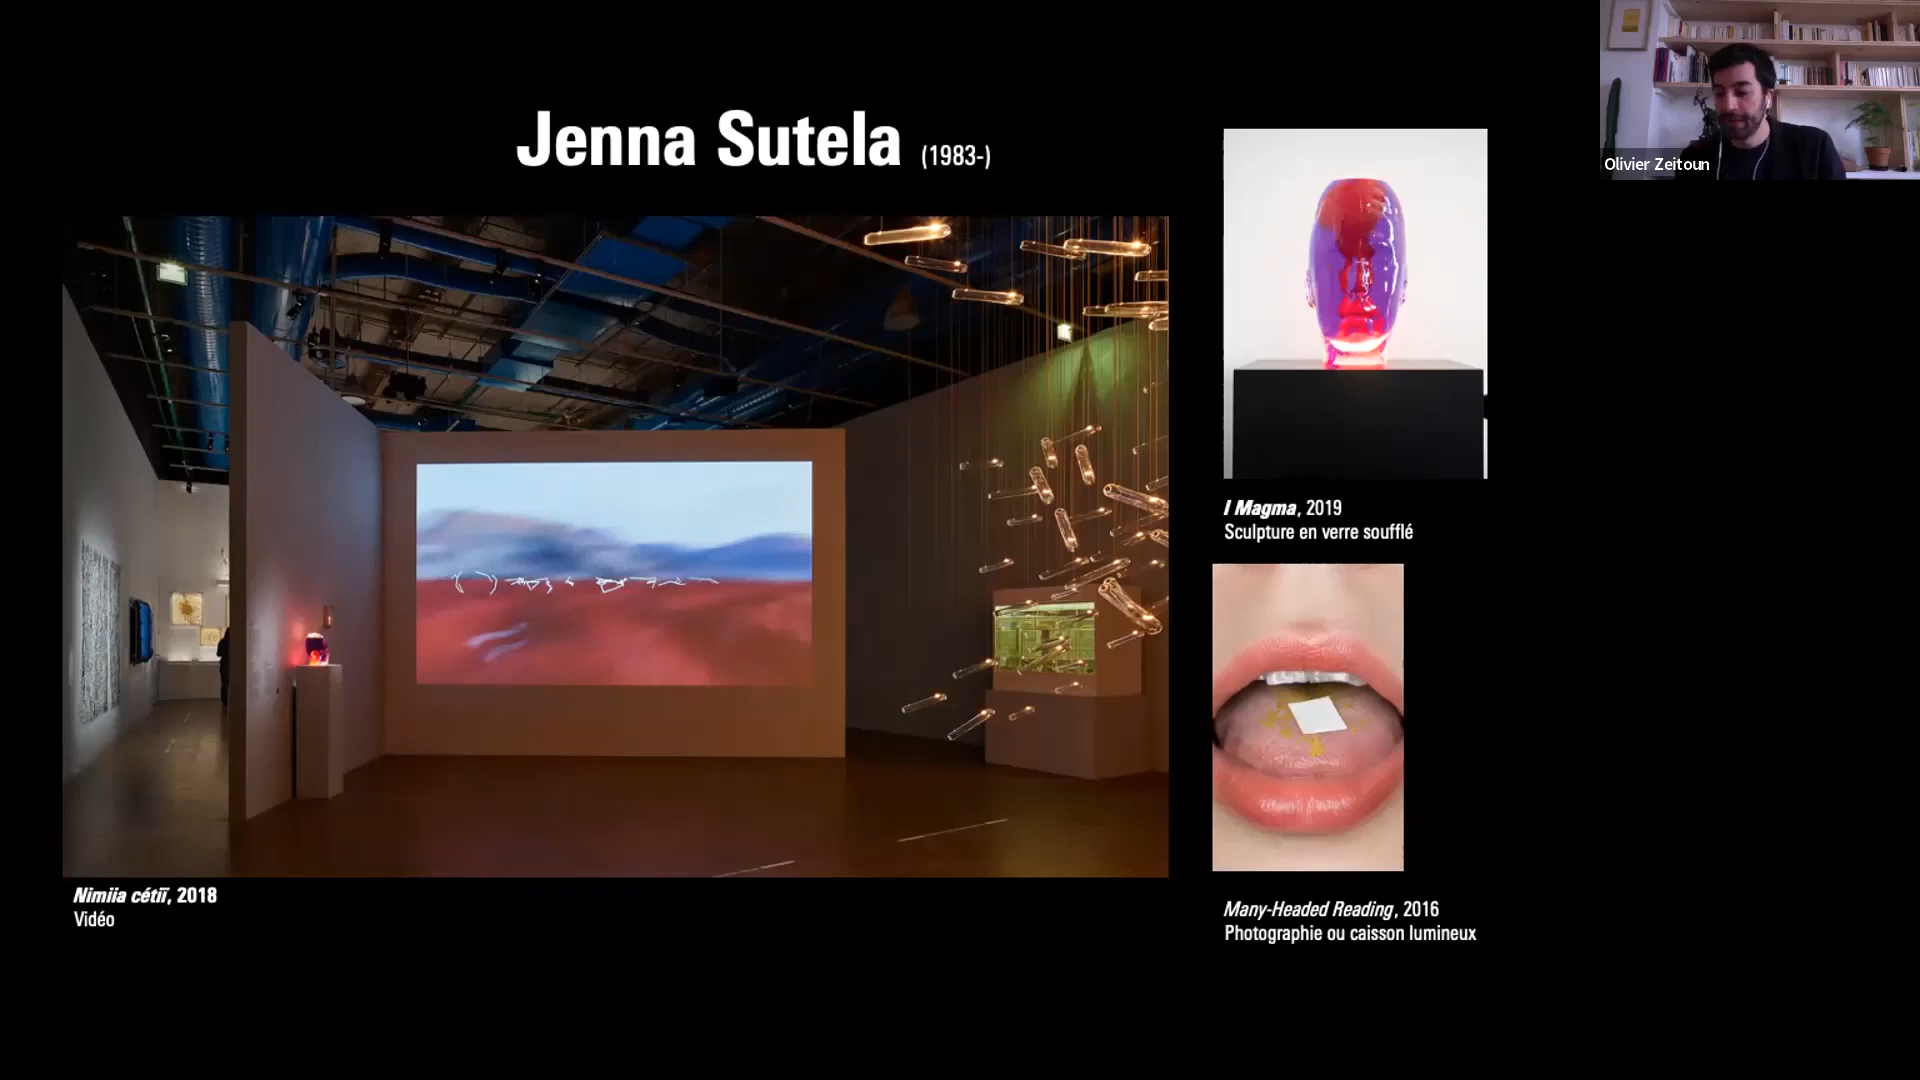 Jenna Sutela (1983-)
Olivier Zeitoun
I Magma, 2019
Sculpture en verre soufflé
Nimiia cétiï, 2018
Vidéo
Many-Headed Reading, 2016
Photographie ou caisson lumineux